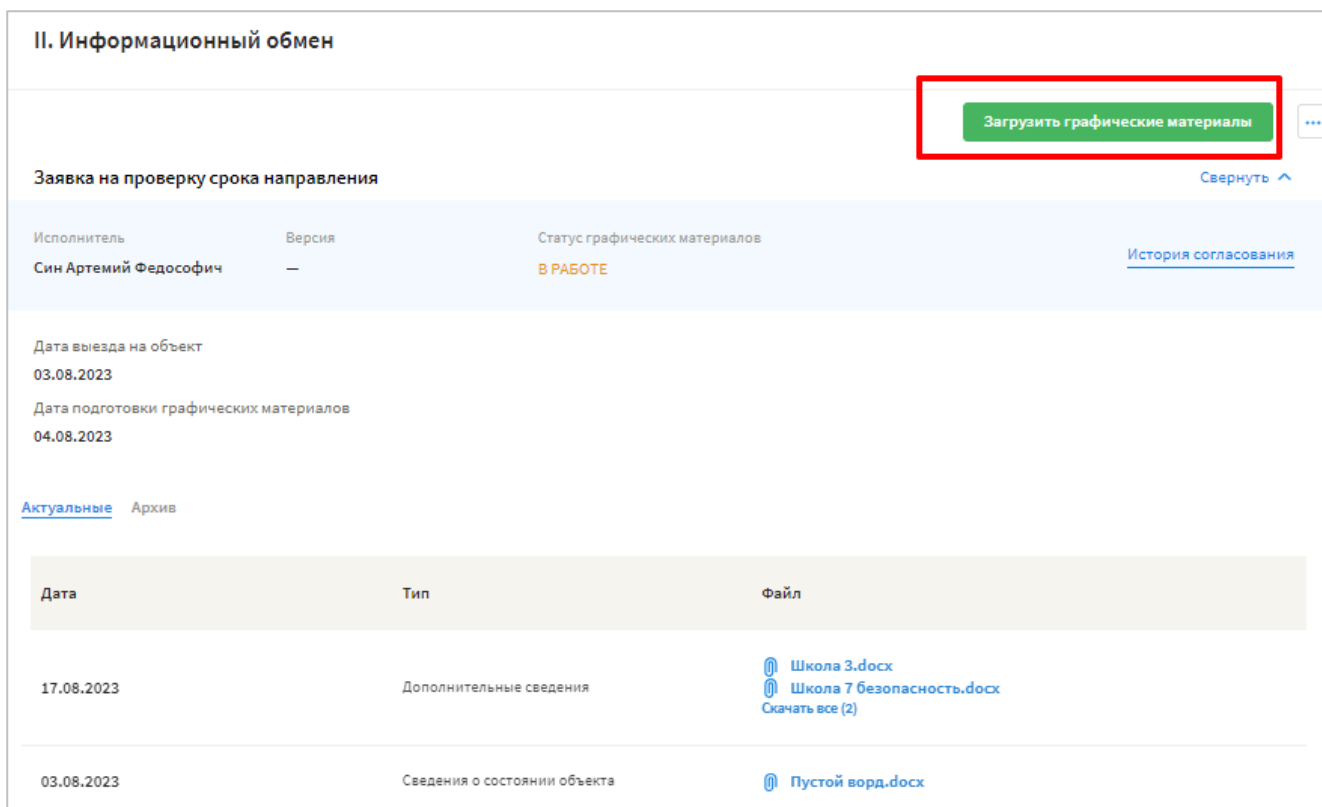 II. Информационный обмен
Загрузить графические материалы
...
Заявка на проверку срока направления
Свернуть
Исполнитель Версия Статус графических материалов
История согласования
Син Артемий Федософич — В РАБОТЕ
Дата выезда на объект
03.08.2023
Дата подготовки графических материалов
04.08.2023
Актуальные Архив
Дата Тип Файл
Школа 3.docx
17.08.2023 Дополнительные сведения Школа 7 безопасность.docx
Скачать все (2)
03.08.2023 Сведения о состоянии объекта Пустой ворд.docx